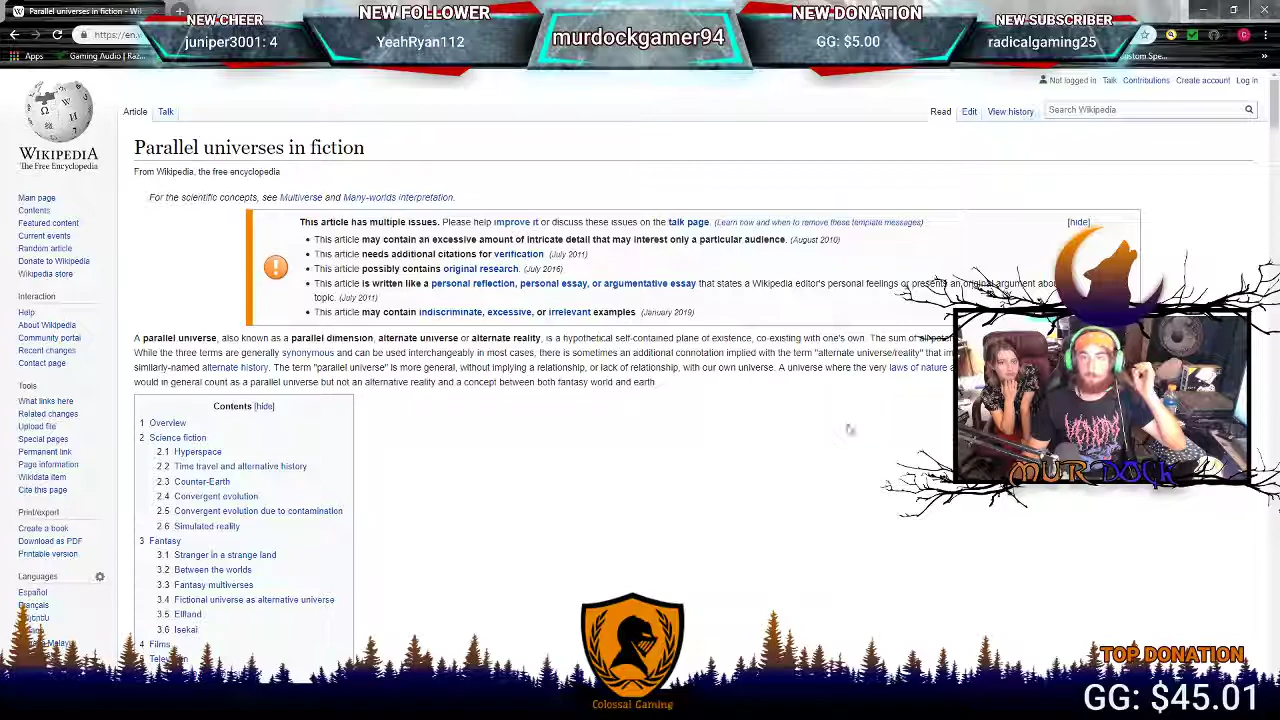 Parallel universes in fiction - Wi
NEW CHEER
juniper3001: 4
NEW FOLLOWER
YeahRyan112
murdockgamer94
NEW DONATION
GG: $5.00
NEW SUBSCRIBER
radicalgaming25
https://en.
Apps
Gaming Audio | Raz...
Custom Spe...
Not logged in Talk Contributions Create account Log in
Article Talk
Read Edit View history
Search Wikipedia
WIKIPEDIA
The Free Encyclopedia
Parallel universes in fiction
From Wikipedia, the free encyclopedia
For the scientific concepts, see Multiverse and Many-worlds interpretation.
This article has multiple issues. Please help improve it or discuss these issues on the talk page. (Learn how and when to remove these template messages)
[hide]
• This article may contain an excessive amount of intricate detail that may interest only a particular audience. (August 2010)
• This article needs additional citations for verification. (July 2011)
• This article possibly contains original research. (July 2016)
• This article is written like a personal reflection, personal essay, or argumentative essay that states a Wikipedia editor's personal feelings or presents an original argument abo
topic. (July 2011)
• This article may contain indiscriminate, excessive, or irrelevant examples. (January 2019)
A parallel universe, also known as a parallel dimension, alternate universe or alternate reality, is a hypothetical self-contained plane of existence, co-existing with one's own. The sum of all
While the three terms are generally synonymous and can be used interchangeably in most cases, there is sometimes an additional connotation implied with the term "alternate universe/reality" that im
similarly-named alternate history. The term "parallel universe" is more general, without implying a relationship, or lack of relationship, with our own universe. A universe where the very laws of nature
would in general count as a parallel universe but not an alternative reality and a concept between both fantasy world and earth
Contents [hide]
1 Overview
2 Science fiction
2.1 Hyperspace
2.2 Time travel and alternative history
2.3 Counter-Earth
2.4 Convergent evolution
2.5 Convergent evolution due to contamination
2.6 Simulated reality
3 Fantasy
3.1 Stranger in a strange land
3.2 Between the worlds
3.3 Fantasy multiverses
3.4 Fictional universe as alternative universe
3.5 Elfland
3.6 Isekai
4 Films
Main page
Contents
Featured content
Current events
Random article
Donate to Wikipedia
Wikipedia store
Interaction
Help
About Wikipedia
Community portal
Recent changes
Contact page
Tools
What links here
Related changes
Upload file
Special pages
Permanent link
Page information
Wikidata item
Cite this page
Print/export
Create a book
Download as PDF
Printable version
Languages
Español
Français
MUR DOCK
Colossal Gaming
TOP DONATION
GG: $45.01